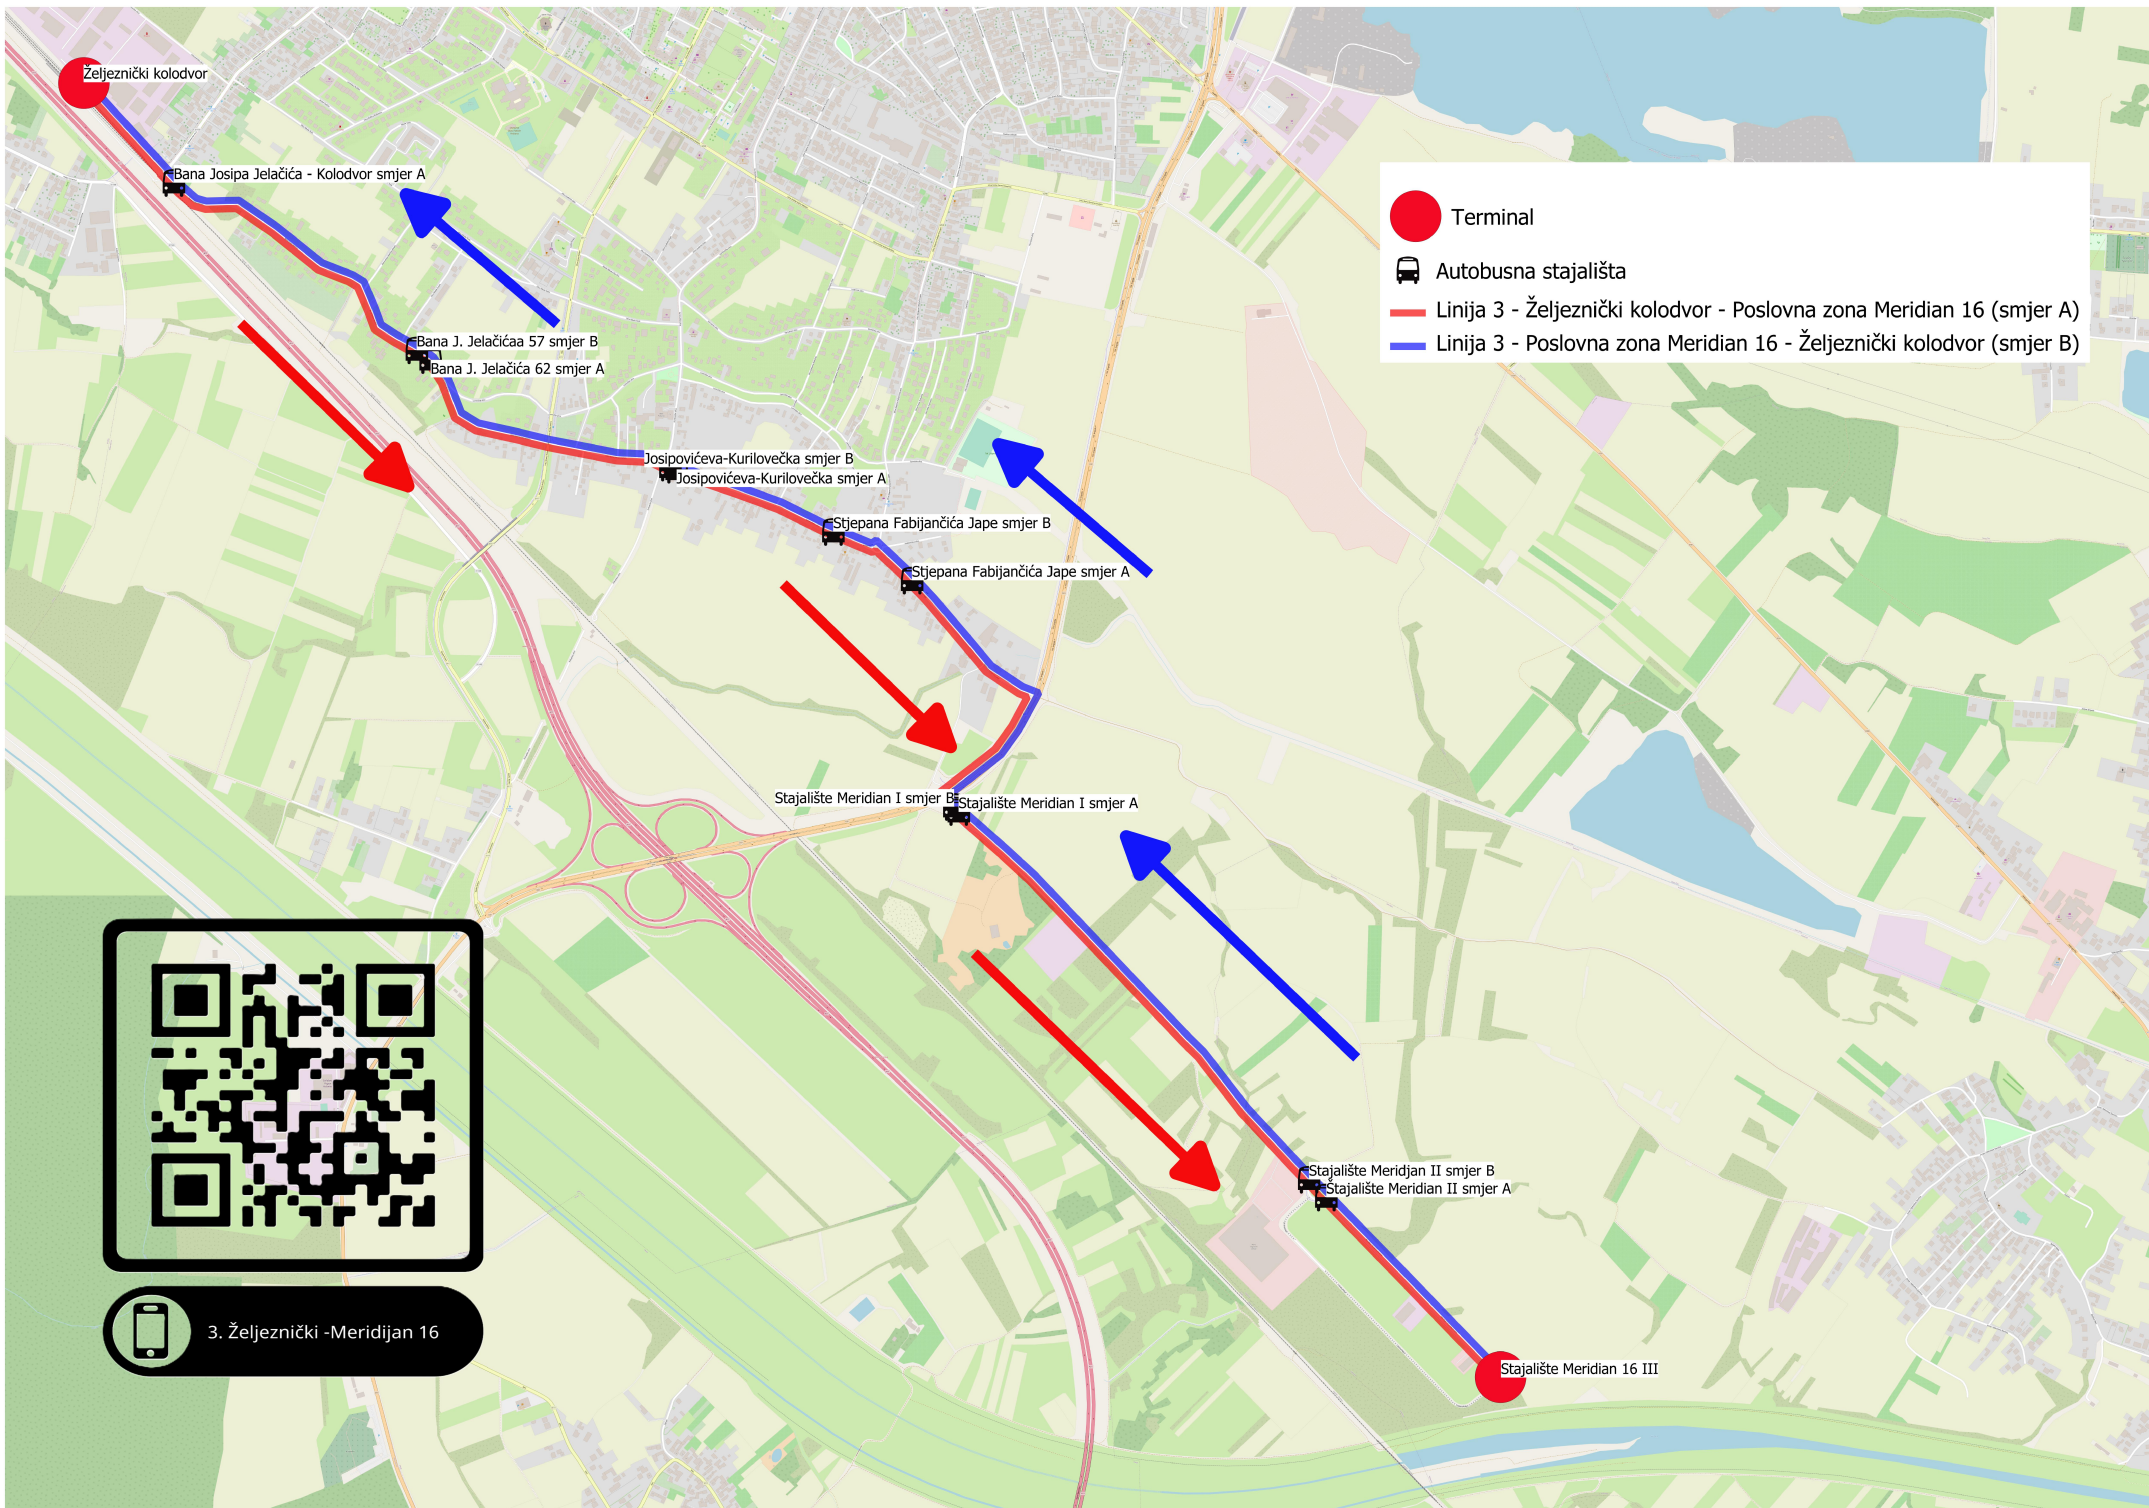 Željeznički kolodvor
Bana Josipa Jelačića - Kolodvor smjer A
Terminal
Autobusna stajališta
Linija 3 - Željeznički kolodvor - Poslovna zona Meridian 16 (smjer A)
Linija 3 - Poslovna zona Meridian 16 - Željeznički kolodvor (smjer B)
Bana J. Jelačićaa 57 smjer B
Bana J. Jelačića 62 smjer A
Josipovićeva-Kurilovečka smjer B
Josipovićeva-Kurilovečka smjer A
Stjepana Fabijančića Jape smjer B
Stjepana Fabijančića Jape smjer A
Stajalište Meridian I smjer B
Stajalište Meridian I smjer A
Stajalište Meridjan II smjer B
Stajalište Meridian II smjer A
Stajalište Meridian 16 III
3. Željeznički -Meridijan 16